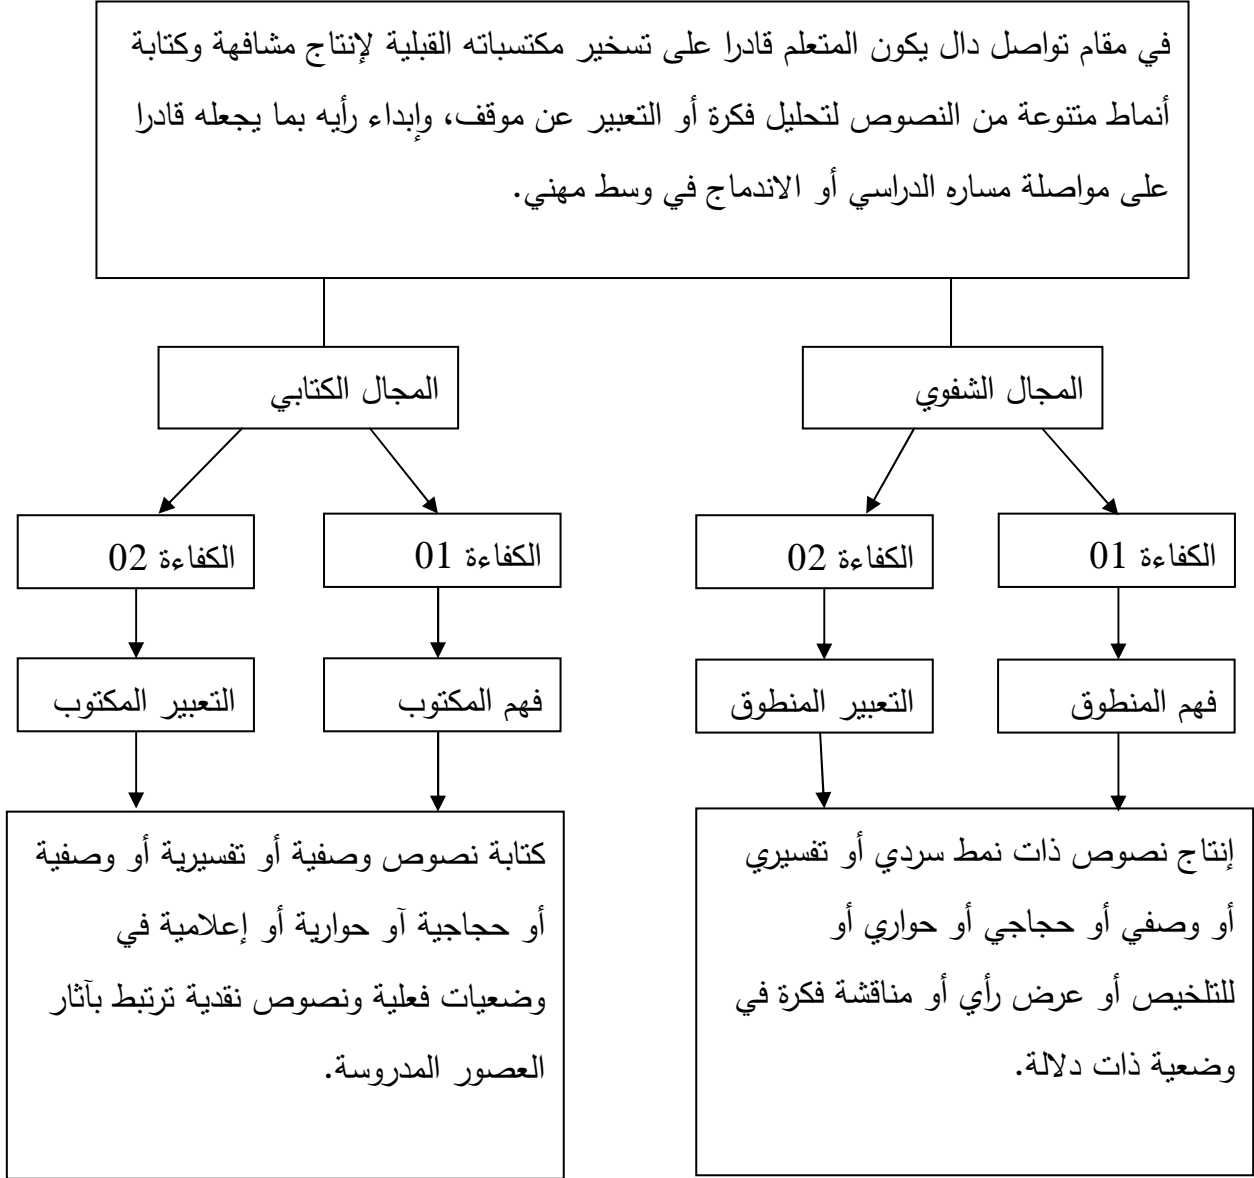 في مقام تواصل دال يكون المتعلم قادرا على تسخير مكتسباته القبلية لإنتاج مشافهة وكتابة
أنماط متنوعة من النصوص لتحليل فكرة أو التعبير عن موقف، وإبداء رأيه بما يجعله قادرا
على مواصلة مساره الدراسي أو الاندماج في وسط مهني.
المجال الشفوي
المجال الكتابي
الكفاءة 01
الكفاءة 02
الكفاءة 01
الكفاءة 02
فهم المنطوق
التعبير المنطوق
فهم المكتوب
التعبير المكتوب
إنتاج نصوص ذات نمط سردي أو تفسيري
أو وصفي أو حجاجي أو حواري أو
للتلخيص أو عرض رأي أو مناقشة فكرة في
وضعية ذات دلالة.
كتابة نصوص وصفية أو تفسيرية أو وصفية
أو حجاجية آو حوارية أو إعلامية في
وضعيات فعلية ونصوص نقدية ترتبط بآثار
العصور المدروسة.